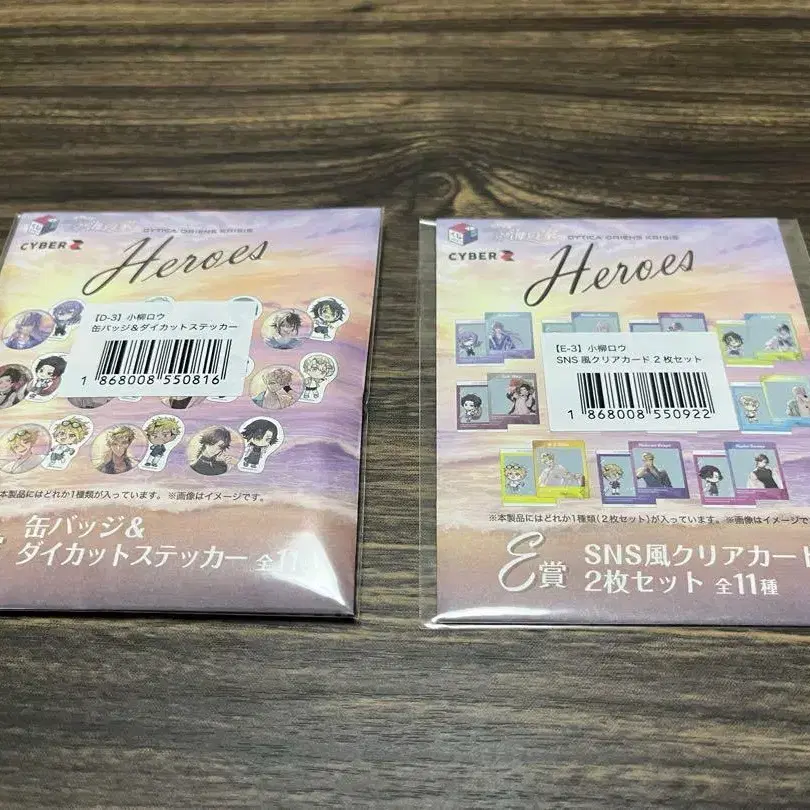 CYBER Z
Heroes
【D-3】小柳ロウ
缶バッジ&ダイカットステッカー
1 868008 550816
※本製品にはどれか1種類が入っています。 ※画像はイメージです。
缶バッジ&
ダイカットステッカー 全11
DYTICA ORIENS KRISIS
CYBER Z
Heroes
【E-3】小柳ロウ
SNS 風クリアカード 2 枚セット
1 868008 550922
※本製品にはどれか1種類(2枚セット)が入っています。 ※画像はイメージで
E賞
SNS風クリアカード
2枚セット 全11種